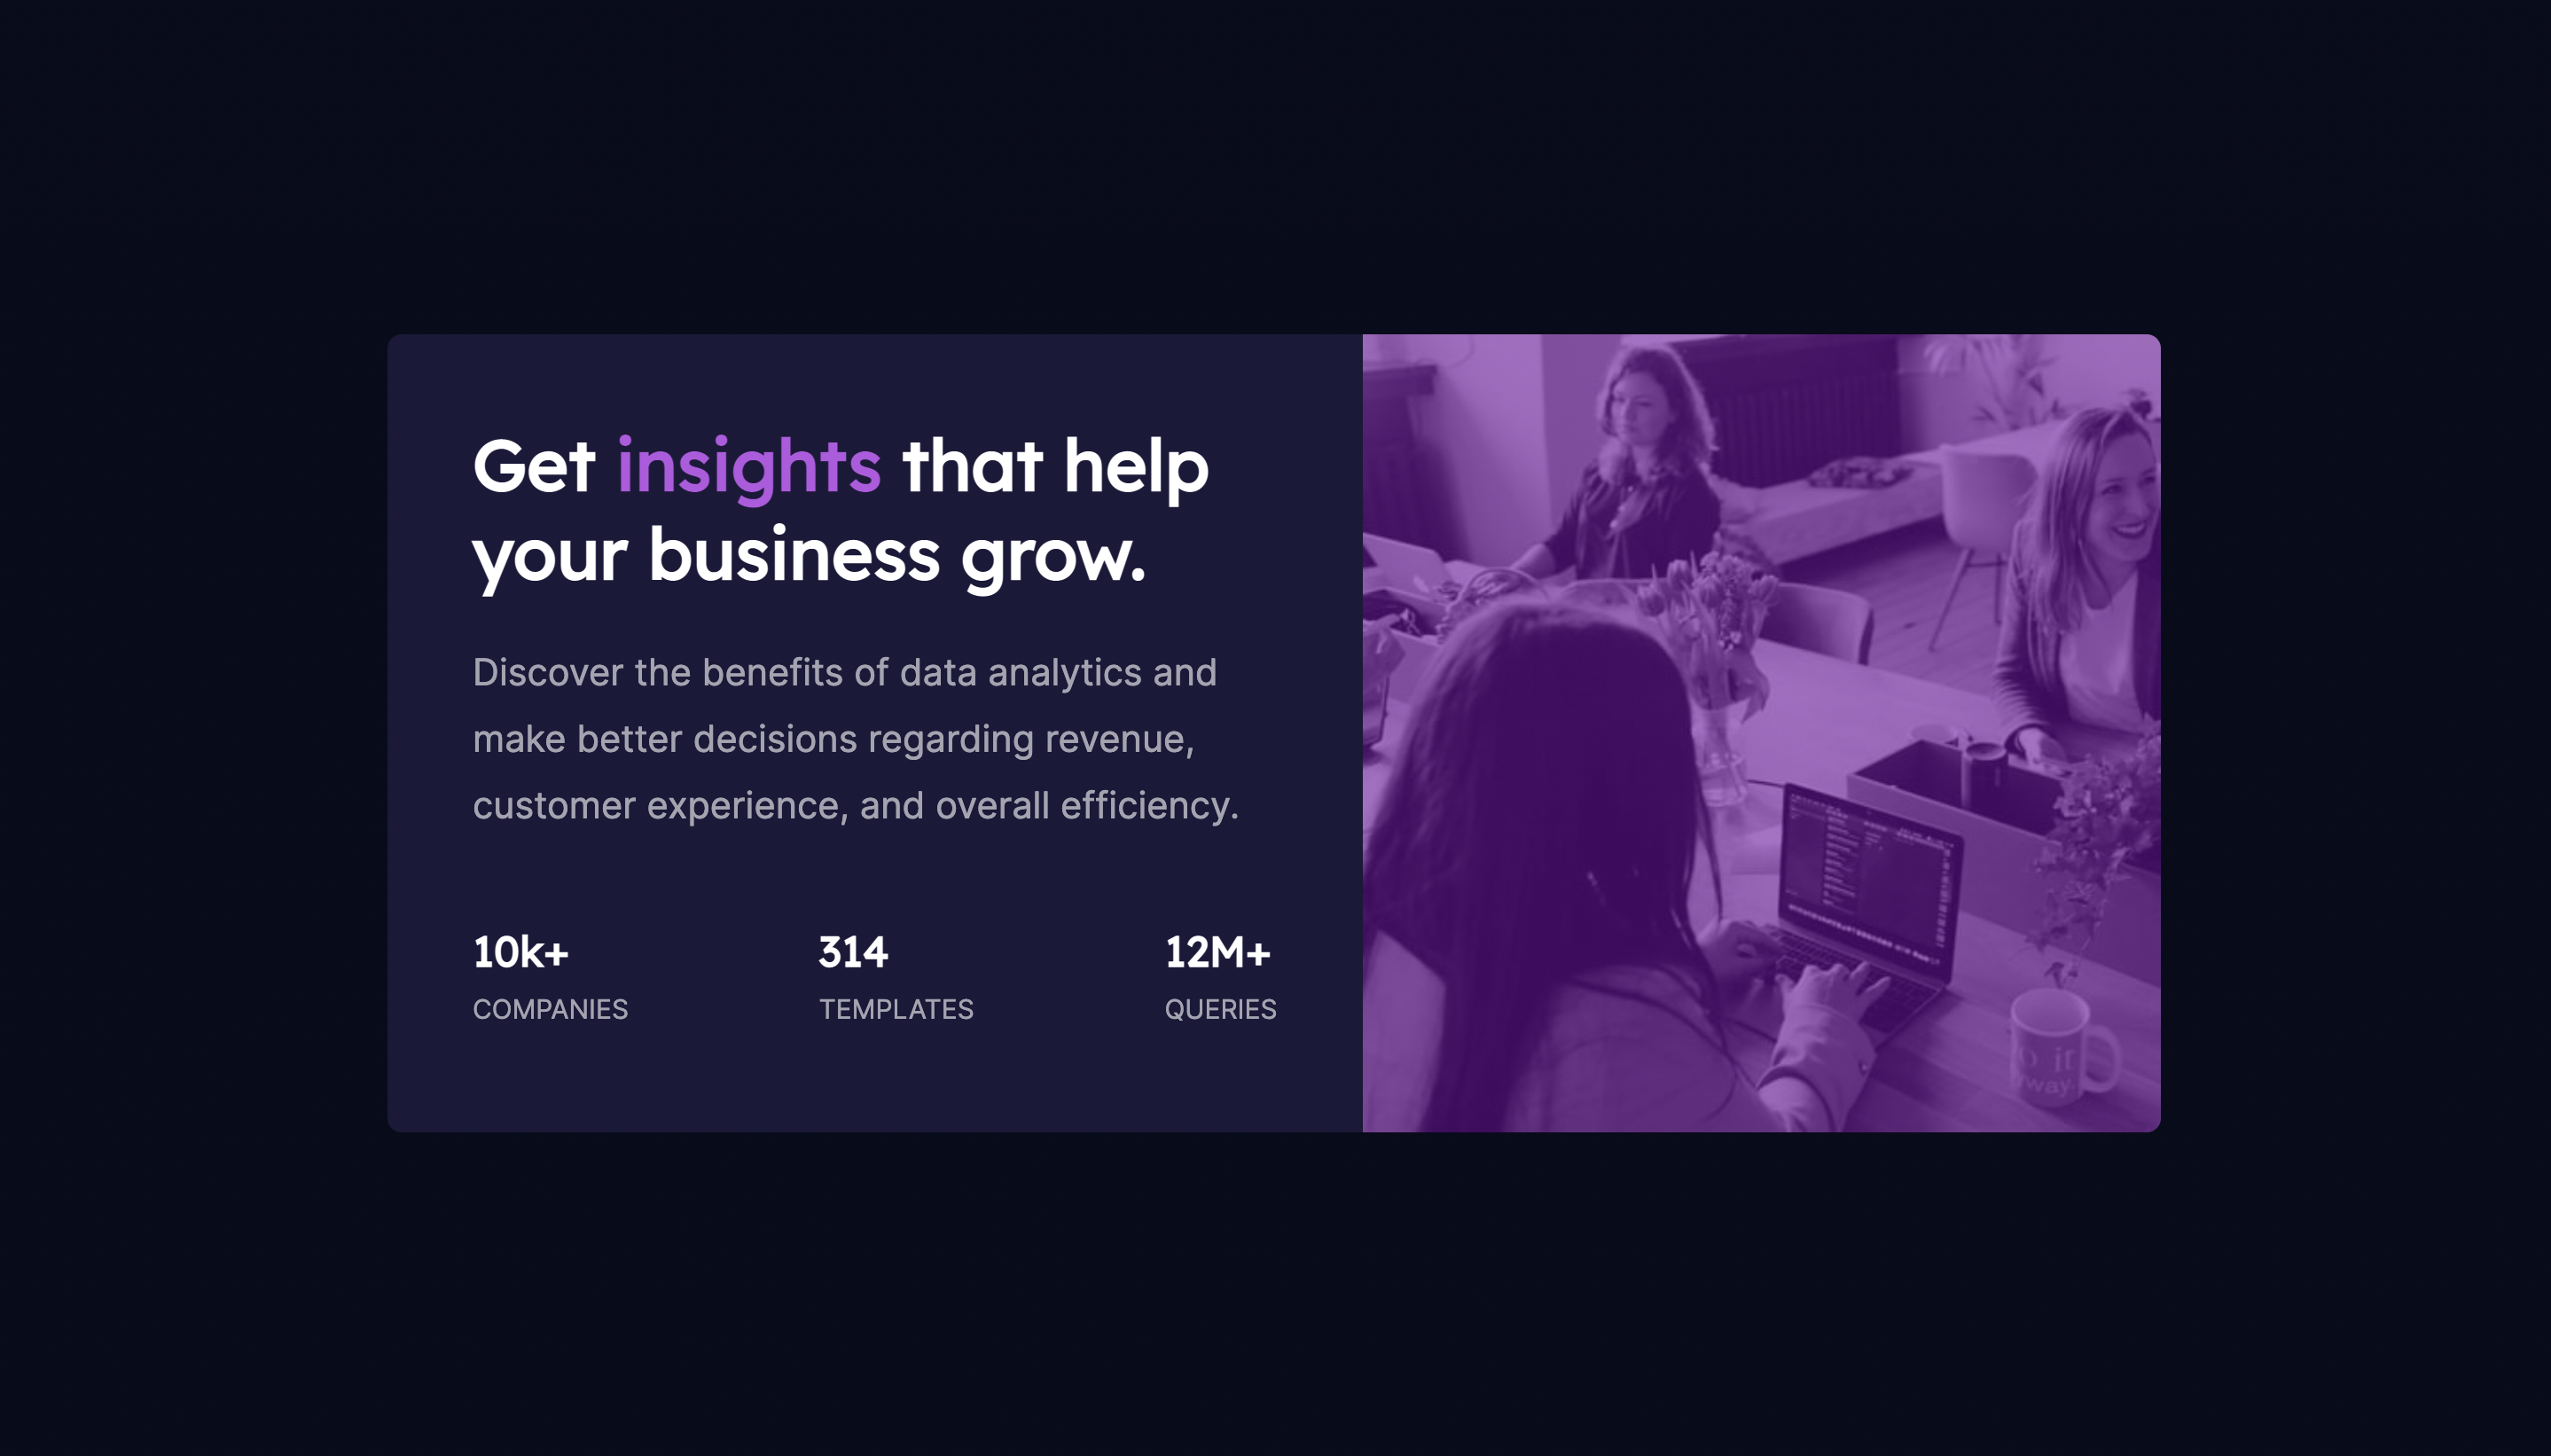 Get insights that help
your business grow.
Discover the benefits of data analytics and
make better decisions regarding revenue,
customer experience, and overall efficiency.
10k+
COMPANIES
314
TEMPLATES
12M+
QUERIES